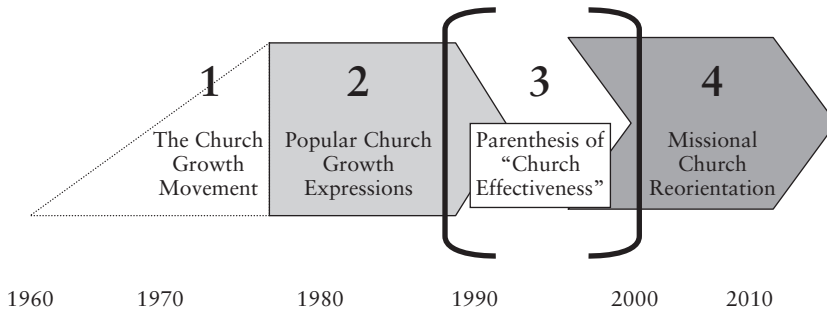 1
The Church
Growth
Movement
2
Popular Church
Growth
Expressions
3
Parenthesis of
“Church
Effectiveness”
4
Missional
Church
Reorientation
1960 1970 1980 1990 2000 2010